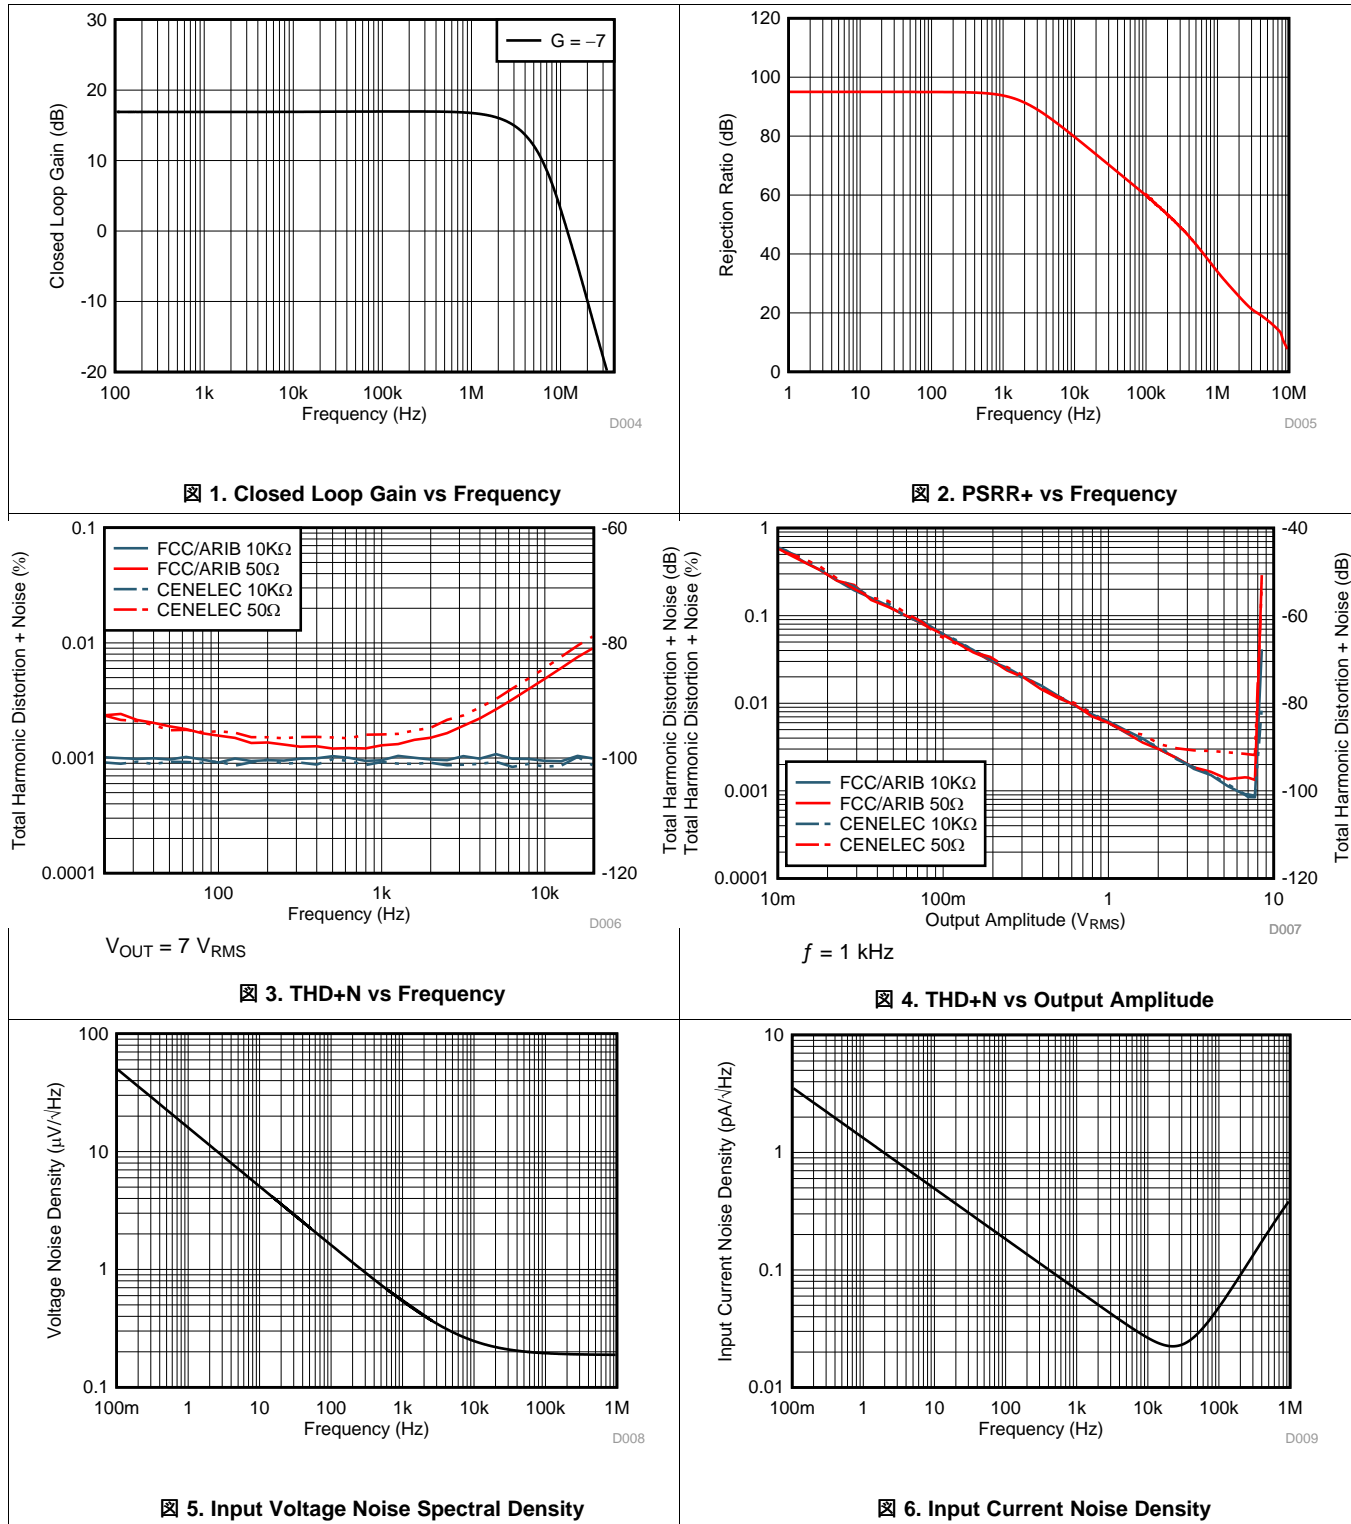 30
20
10
0
-10
-20
100 1k 10k 100k 1M 10M
Closed Loop Gain (dB)
Frequency (Hz)
G = –7
D004
図 1. Closed Loop Gain vs Frequency
120
100
80
60
40
20
0
1 10 100 1k 10k 100k 1M 10M
Rejection Ratio (dB)
Frequency (Hz)
D005
図 2. PSRR+ vs Frequency
0.1
0.01
0.001
0.0001
-60
-80
-100
-120
100 1k 10k
Total Harmonic Distortion + Noise (%)
Total Harmonic Distortion + Noise (dB)
Frequency (Hz)
FCC/ARIB 10KΩ
FCC/ARIB 50Ω
CENELEC 10KΩ
CENELEC 50Ω
D006
V_OUT = 7 V_RMS
図 3. THD+N vs Frequency
1
0.1
0.01
0.001
0.0001
-40
-60
-80
-100
-120
10m 100m 1 10
Total Harmonic Distortion + Noise (%)
Total Harmonic Distortion + Noise (dB)
Output Amplitude (V_RMS)
FCC/ARIB 10KΩ
FCC/ARIB 50Ω
CENELEC 10KΩ
CENELEC 50Ω
D007
ƒ = 1 kHz
図 4. THD+N vs Output Amplitude
100
10
1
0.1
100m 1 10 100 1k 10k 100k 1M
Voltage Noise Density (µV/√Hz)
Frequency (Hz)
D008
図 5. Input Voltage Noise Spectral Density
10
1
0.1
0.01
100m 1 10 100 1k 10k 100k 1M
Input Current Noise Density (pA/√Hz)
Frequency (Hz)
D009
図 6. Input Current Noise Density